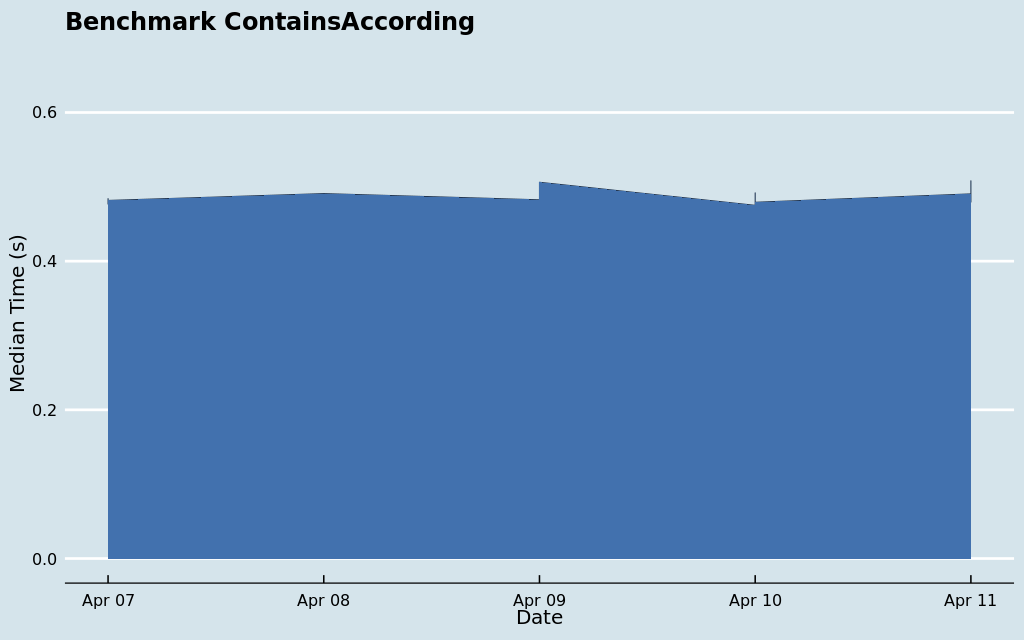 Benchmark ContainsAccording
0.6
0.4
0.2
0.0
Median Time (s)
Apr 07 Apr 08 Apr 09 Apr 10 Apr 11
Date